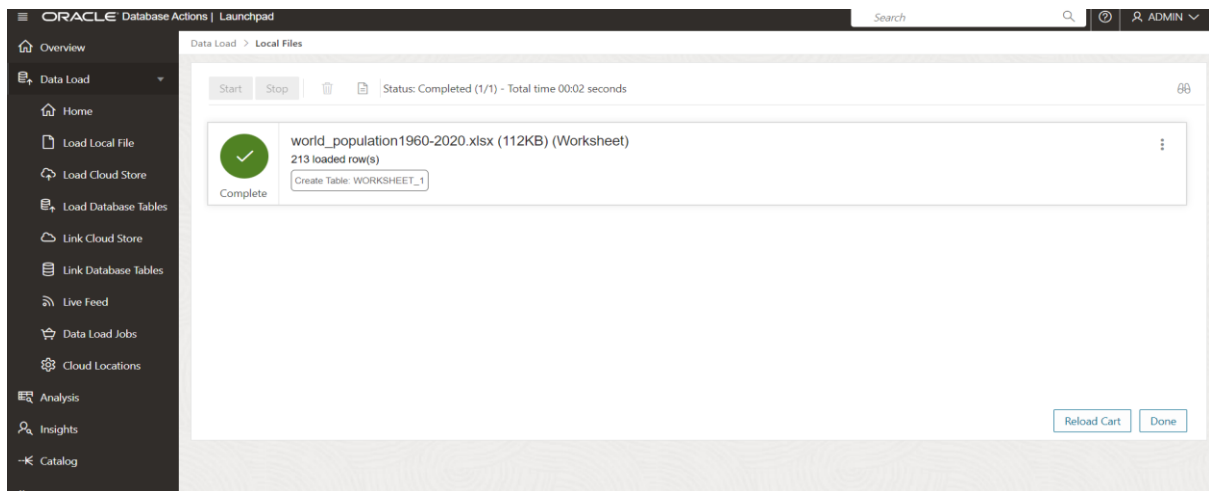 ORACLE Database Actions | Launchpad
Search
ADMIN
Overview
Data Load
Home
Load Local File
Load Cloud Store
Load Database Tables
Link Cloud Store
Link Database Tables
Live Feed
Data Load Jobs
Cloud Locations
Analysis
Insights
Catalog
Data Load > Local Files
Start Stop Status: Completed (1/1) - Total time 00:02 seconds
world_population1960-2020.xlsx (112KB) (Worksheet)
213 loaded row(s)
Create Table: WORKSHEET_1
Complete
Reload Cart Done